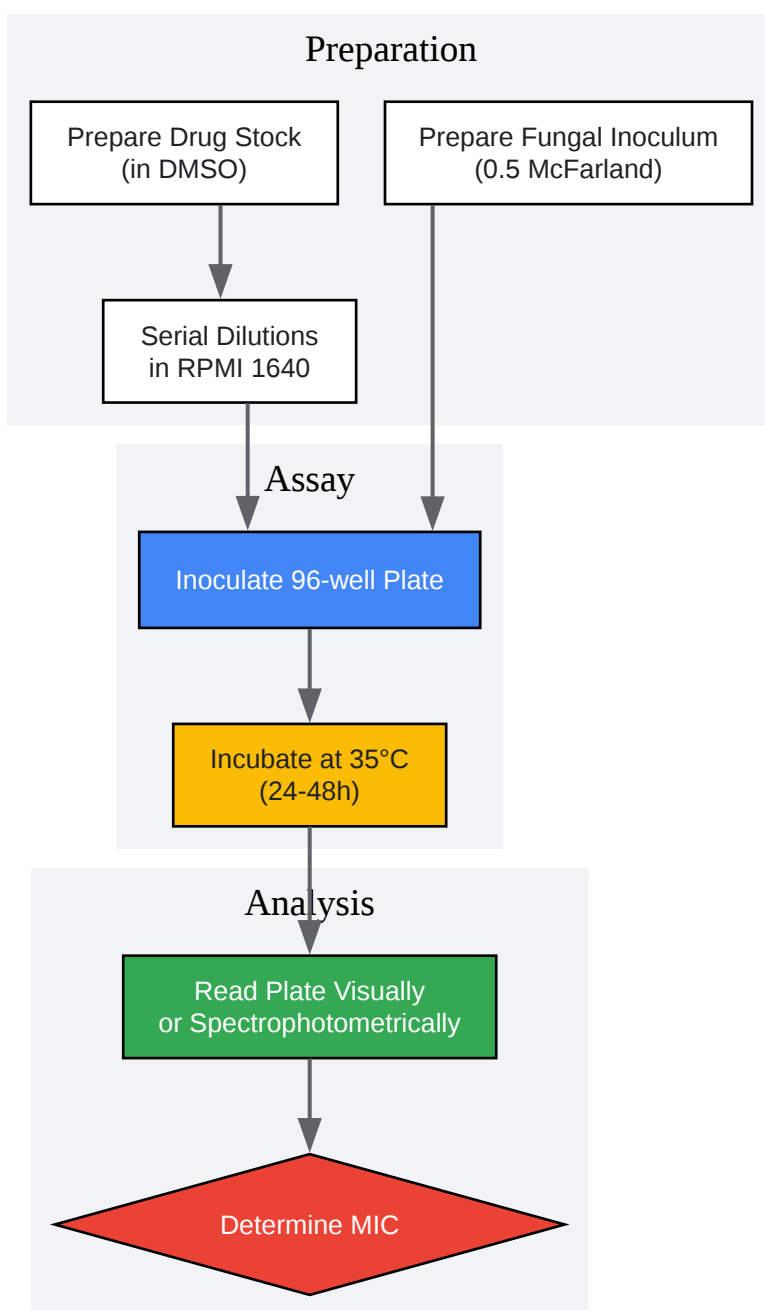 Preparation
Prepare Drug Stock
(in DMSO)
Prepare Fungal Inoculum
(0.5 McFarland)
Serial Dilutions
in RPMI 1640
Assay
Inoculate 96-well Plate
Incubate at 35°C
(24-48h)
Analysis
Read Plate Visually
or Spectrophotometrically
Determine MIC